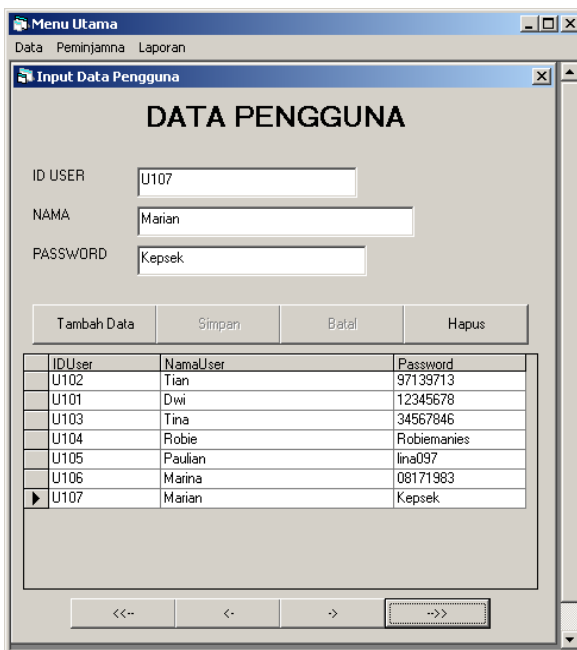 Menu Utama
Data Peminjamna Laporan
Input Data Pengguna
DATA PENGGUNA
ID USER U107
NAMA Marian
PASSWORD Kepsek
Tambah Data Simpan Batal Hapus
IDUser NamaUser Password
U102 Tian 97139713
U101 Dwi 12345678
U103 Tina 34567846
U104 Robie Robiemanies
U105 Paulian lina097
U106 Marina 08171983
U107 Marian Kepsek
<<-- <- -> -->>